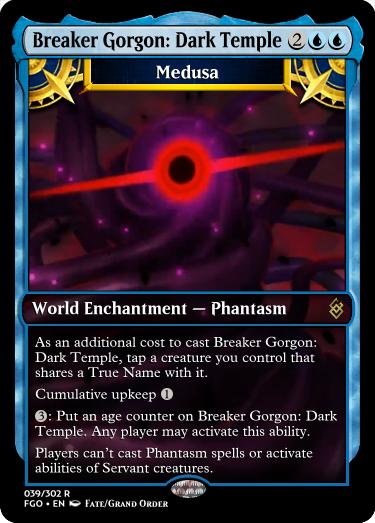 Breaker Gorgon: Dark Temple 2
Medusa
World Enchantment — Phantasm
As an additional cost to cast Breaker Gorgon:
Dark Temple, tap a creature you control that
shares a True Name with it.
Cumulative upkeep 1
3: Put an age counter on Breaker Gorgon: Dark
Temple. Any player may activate this ability.
Players can't cast Phantasm spells or activate
abilities of Servant creatures.
039/302 R
FGO • EN Fate/Grand Order